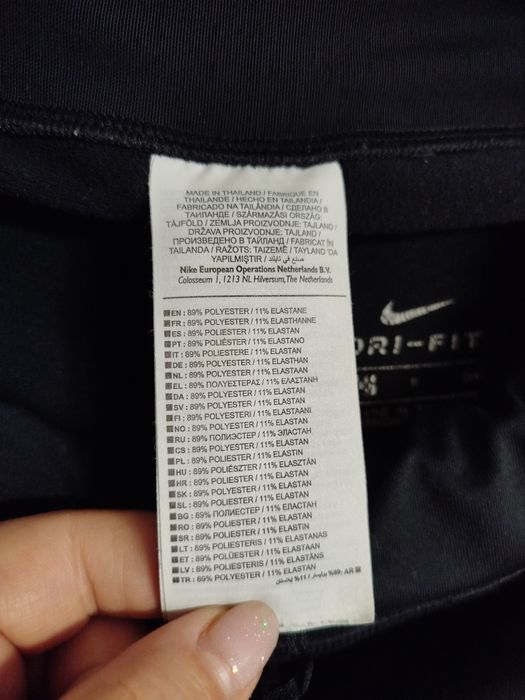 MADE IN THAILAND / FABRIQUÉ EN
THAILANDE / HECHO EN TAILANDIA/
FABRICADO NA TAILÂNDIA / СДЕЛАНО В
ТАИЛАНДЕ / SZÁRMAZÁSI ORSZÁG:
TÁJFÖLD / ZEMLJA PROIZVODNJE: TAJLAND /
DRŽAVA PROIZVODNJE: TAJLAND /
ПРОИЗВЕДЕНО В ТАЙЛАНД / FABRICAT ÎN
TAILANDA / RAŽOTS: TAIZEMĒ / TAYLAND 'DA
YAPILMIŞTIR / صنع في تايلند
Nike European Operations Netherlands B.V.
Colosseum 1, 1213 NL Hilversum, The Netherlands
EN : 89% POLYESTER / 11% ELASTANE
FR : 89% POLYESTER / 11% ELASTHANNE
ES : 89% POLIÉSTER / 11% ELASTAN
PT : 89% POLIÉSTER / 11% ELASTANO
IT : 89% POLIESTERE / 11% ELASTAN
DE : 89% POLYESTER / 11% ELASTHAN
NL : 89% POLYESTER / 11% ELASTAAN
EL : 89% ΠΟΛΥΕΣΤΕΡΑΣ / 11% ΕΛΑΣΤΑΝΗ
DA : 89% POLYESTER / 11% ELASTAN
SV : 89% POLYESTER / 11% ELASTAN
FI : 89% POLYESTERI / 11% ELASTAANI
NO : 89% POLYESTER / 11% ELASTAN
RU : 89% ПОЛИЭСТЕР / 11% ЭЛАСТАН
CS : 89% POLYESTER / 11% ELASTAN
PL : 89% POLIESTER / 11% ELASTAN
HU : 89% POLIÉSZTER / 11% ELASZTÁN
HR : 89% POLIESTER / 11% ELASTAN
SK : 89% POLYESTER / 11% ELASTAN
SL : 89% POLIESTER / 11% ELASTAN
BG : 89% ПОЛИЕСТЕР / 11% ЕЛАСТАН
RO : 89% POLIESTER / 11% ELASTAN
SR : 89% POLIESTER / 11% ELASTIN
LT : 89% POLIESTERIS / 11% ELASTANAS
ET : 89% POLÜESTER / 11% ELASTAAN
LV : 89% POLIESTERIS / 11% ELASTĀNS
TR : 89% POLYESTER / 11% ELASTAN
DRI-FIT